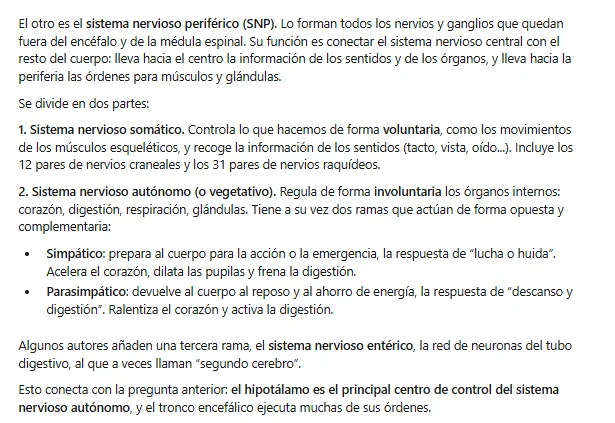 El otro es el sistema nervioso periférico (SNP). Lo forman todos los nervios y ganglios que quedan
fuera del encéfalo y de la médula espinal. Su función es conectar el sistema nervioso central con el
resto del cuerpo: lleva hacia el centro la información de los sentidos y de los órganos, y lleva hacia la
periferia las órdenes para músculos y glándulas.
Se divide en dos partes:
1. Sistema nervioso somático. Controla lo que hacemos de forma voluntaria, como los movimientos
de los músculos esqueléticos, y recoge la información de los sentidos (tacto, vista, oído...). Incluye los
12 pares de nervios craneales y los 31 pares de nervios raquídeos.
2. Sistema nervioso autónomo (o vegetativo). Regula de forma involuntaria los órganos internos:
corazón, digestión, respiración, glándulas. Tiene a su vez dos ramas que actúan de forma opuesta y
complementaria:
• Simpático: prepara al cuerpo para la acción o la emergencia, la respuesta de “lucha o huida”.
Acelera el corazón, dilata las pupilas y frena la digestión.
• Parasimpático: devuelve al cuerpo al reposo y al ahorro de energía, la respuesta de “descanso y
digestión”. Ralentiza el corazón y activa la digestión.
Algunos autores añaden una tercera rama, el sistema nervioso entérico, la red de neuronas del tubo
digestivo, al que a veces llaman “segundo cerebro”.
Esto conecta con la pregunta anterior: el hipotálamo es el principal centro de control del sistema
nervioso autónomo, y el tronco encefálico ejecuta muchas de sus órdenes.